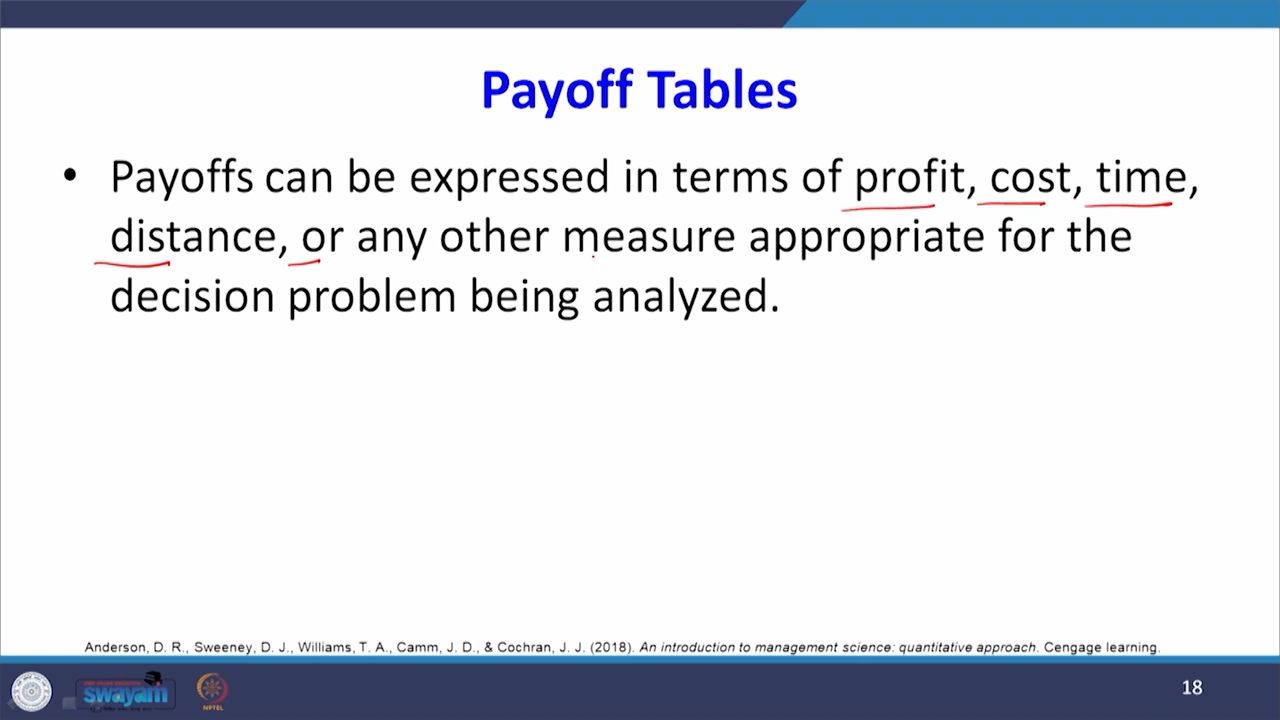 Payoff Tables
• Payoffs can be expressed in terms of profit, cost, time,
distance, or any other measure appropriate for the
decision problem being analyzed.
Anderson, D. R., Sweeney, D. J., Williams, T. A., Camm, J. D., & Cochran, J. J. (2018). An introduction to management science: quantitative approach. Cengage learning.
swayam
NPTEL
18